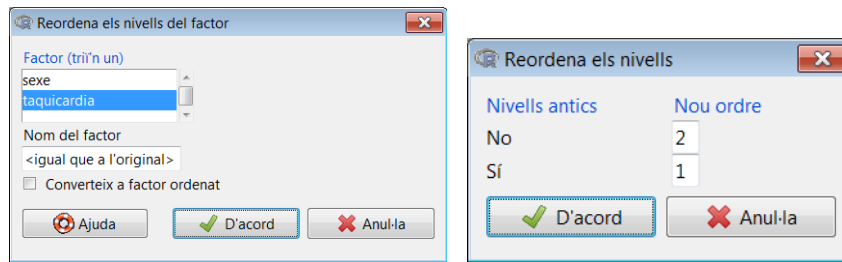 Reordena els nivells del factor
Factor (triï'n un)
sexe
taquicardia
Nom del factor
<igual que a l'original>
Converteix a factor ordenat
Ajuda D'acord Anul·la
Reordena els nivells
Nivells antics Nou ordre
No 2
Sí 1
D'acord Anul·la